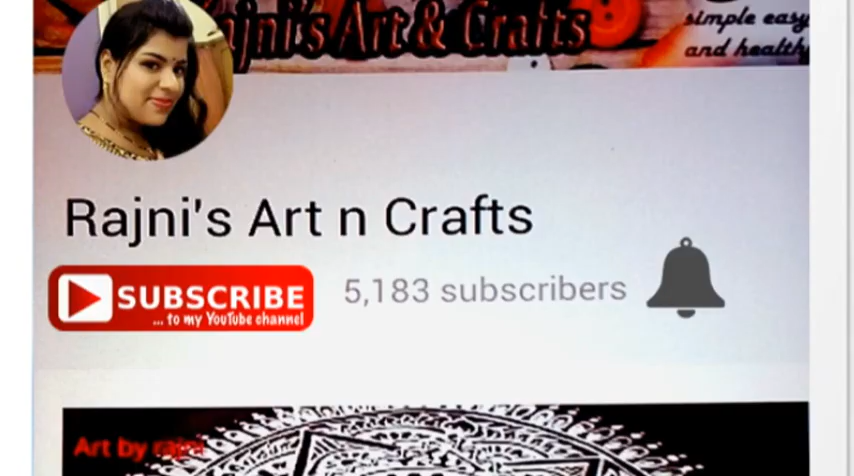 Rajni's Art & Crafts
simple easy
and healthy
Rajni's Art n Crafts
SUBSCRIBE
... to my YouTube channel
5,183 subscribers
Art by rajni